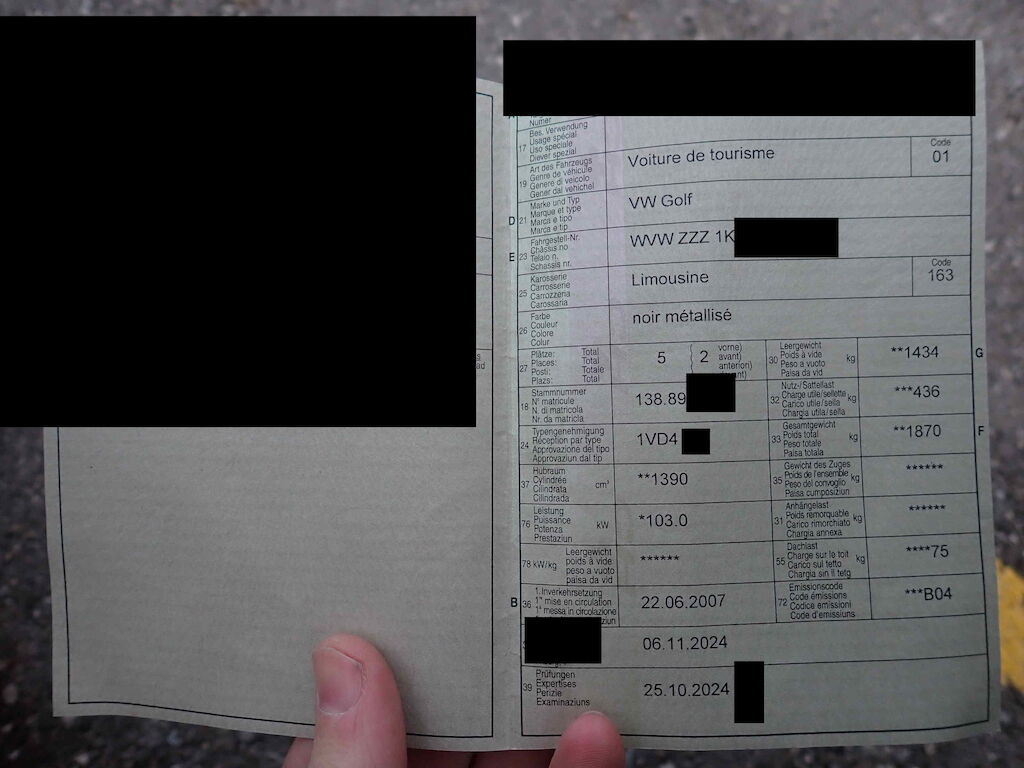 Numer
17 Bes. Verwendung
Usage spécial
Uso speciale
Diever spezial
19 Art des Fahrzeugs
Genre de véhicule
Genere di veicolo
Gener dal vehichel
Voiture de tourisme
Code
01
D 21 Marke und Typ
Marque et type
Marca e tipo
Marca e tip
VW Golf
E 23 Fahrgestell-Nr.
Châssis no
Telaio n.
Schassis nr.
WVW ZZZ 1K
25 Karosserie
Carrosserie
Carozzeria
Carossaria
Limousine
Code
163
26 Farbe
Couleur
Colore
Colur
noir métallisé
27 Plätze: Total
Places: Total
Posti: Totale
Plazs: Total
5 ( 2 vorne)
avant)
anterion)
30 Leergewicht
Poids à vide kg
Peso a vuoto
Paisa da vid
**1434 G
18 Stammnummer
N° matricule
N. di matricola
Nr. da matricla
138.89
32 Nutz-/Sattellast
Charge utile/sellette kg
Carico utile/sella
Chargia utila/sella
***436
24 Typengenehmigung
Réception par type
Approvazione del tipo
Approvaziun dal tip
1VD4
33 Gesamtgewicht
Poids total kg
Peso totale
Paisa totala
**1870 F
37 Hubraum
Cylindrée cm³
Cilindrata
Cilindrada
**1390
35 Gewicht des Zuges
Poids de l'ensemble kg
Peso del convoglio
Paisa cumposiziun
******
76 Leistung
Puissance kW
Potenza
Prestaziun
*103.0
31 Anhängelast
Poids remorquable kg
Carico rimorchiato
Chargia annexa
******
78 kW/kg Leergewicht
poids à vide
peso a vuoto
paisa da vid
******
55 Dachlast
Charge sur le toit kg
Carico sul tetto
Chargia sin il tetg
****75
B 36 1. Inverkehrsetzung
1re mise en circulation
1a messa in circolazione
22.06.2007
72 Emissionscode
Code émissions
Codice emissioni
Code d'emissiuns
***B04
06.11.2024
39 Prüfungen
Expertises
Perizie
Examinaziuns
25.10.2024